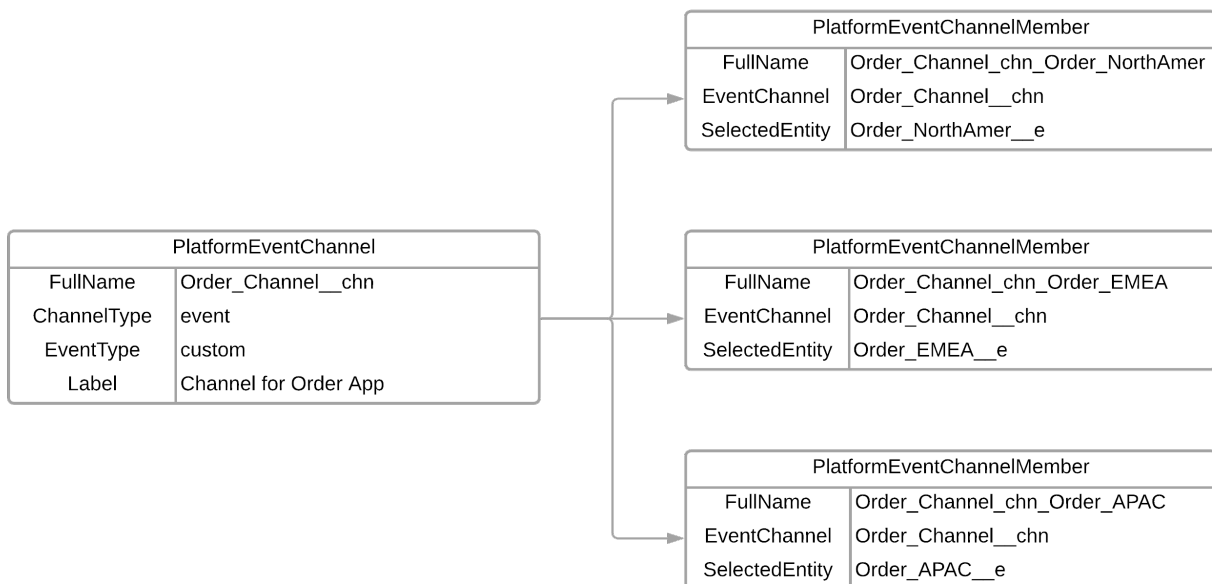 PlatformEventChannelMember
FullName Order_Channel_chn_Order_NorthAmer
EventChannel Order_Channel__chn
SelectedEntity Order_NorthAmer__e
PlatformEventChannel
FullName Order_Channel__chn
ChannelType event
EventType custom
Label Channel for Order App
PlatformEventChannelMember
FullName Order_Channel_chn_Order_EMEA
EventChannel Order_Channel__chn
SelectedEntity Order_EMEA__e
PlatformEventChannelMember
FullName Order_Channel_chn_Order_APAC
EventChannel Order_Channel__chn
SelectedEntity Order_APAC__e